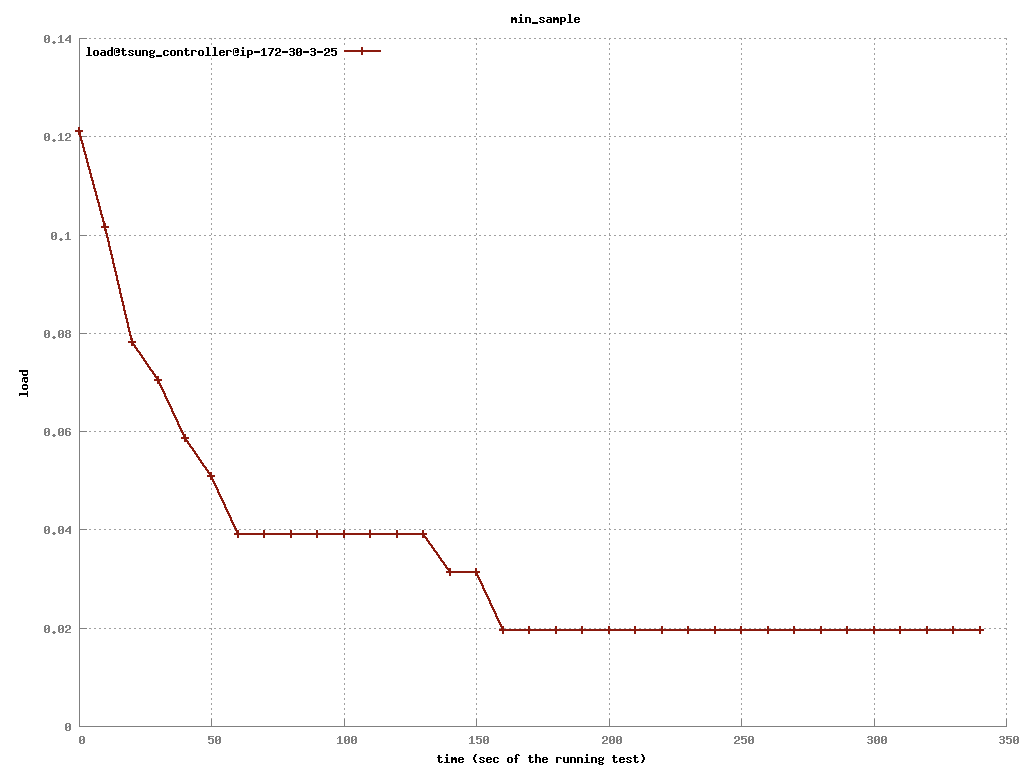 min_sample
0.14
load@tsung_controller@ip-172-30-3-25
0.12
0.1
0.08
load
0.06
0.04
0.02
0
0 50 100 150 200 250 300 350
time (sec of the running test)